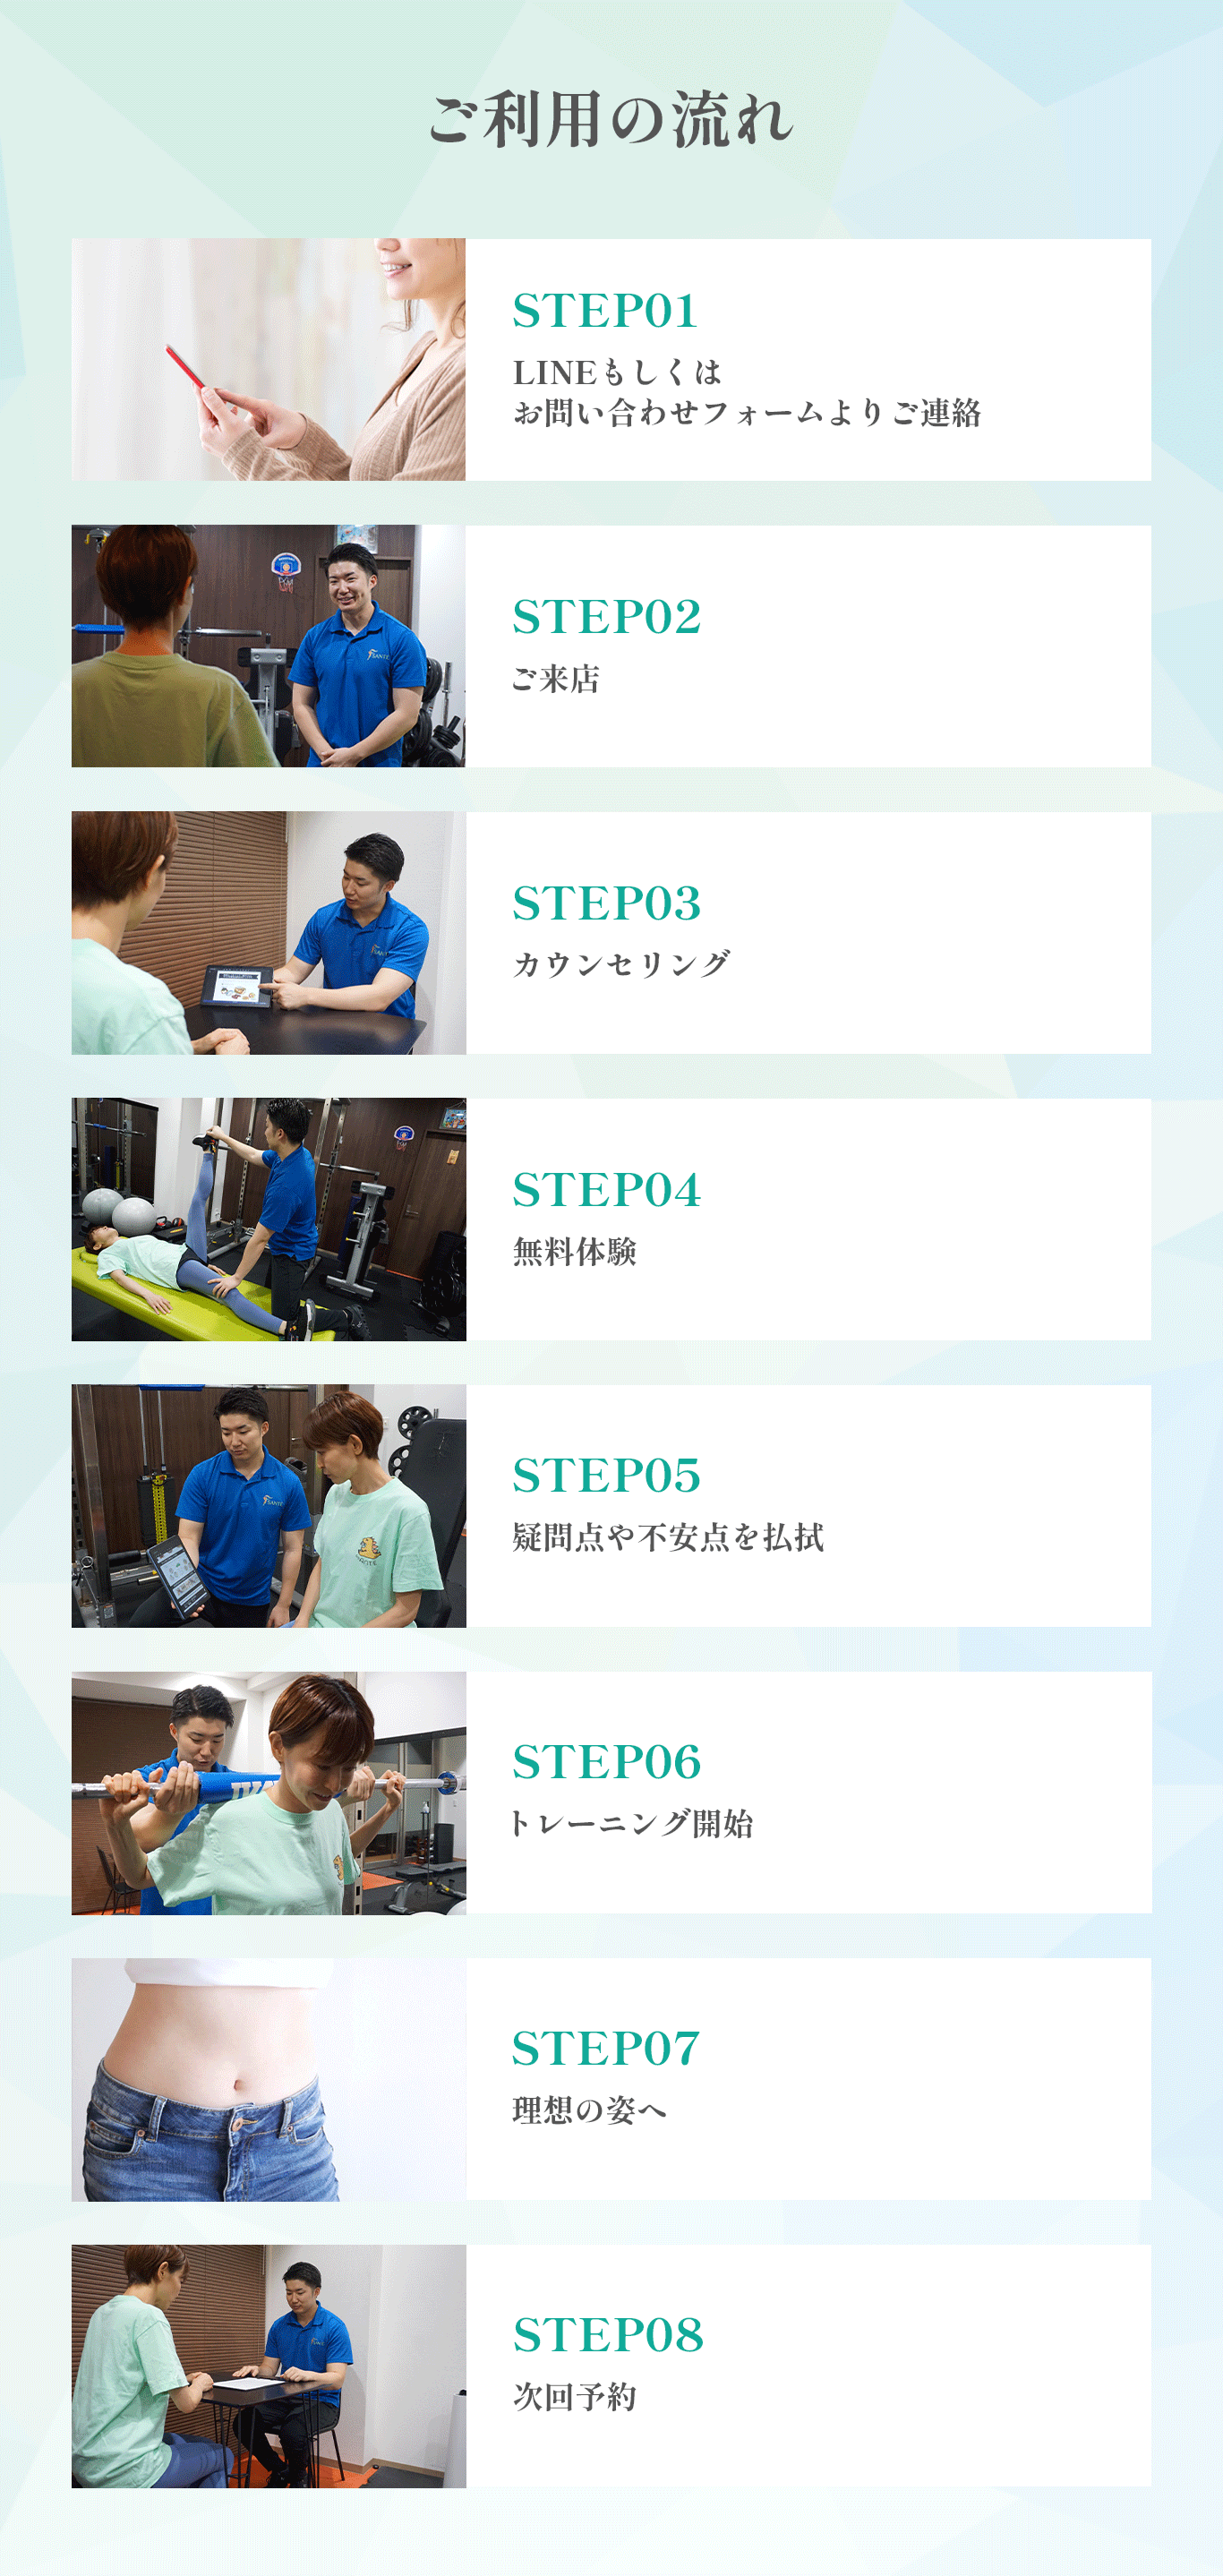 ご利用の流れ
STEP01
LINEもしくは
お問い合わせフォームよりご連絡
STEP02
ご来店
SANTE
STEP03
カウンセリング
SANTE
STEP04
無料体験
STEP05
疑問点や不安点を払拭
SANTE
STEP06
トレーニング開始
STEP07
理想の姿へ
STEP08
次回予約